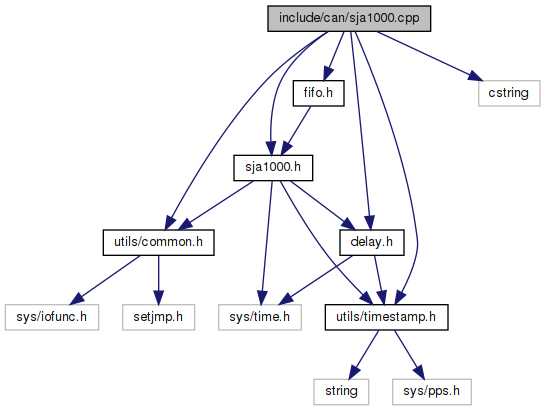 include/can/sja1000.cpp
fifo.h
cstring
sja1000.h
utils/common.h
delay.h
sys/iofunc.h
setjmp.h
sys/time.h
utils/timestamp.h
string
sys/pps.h